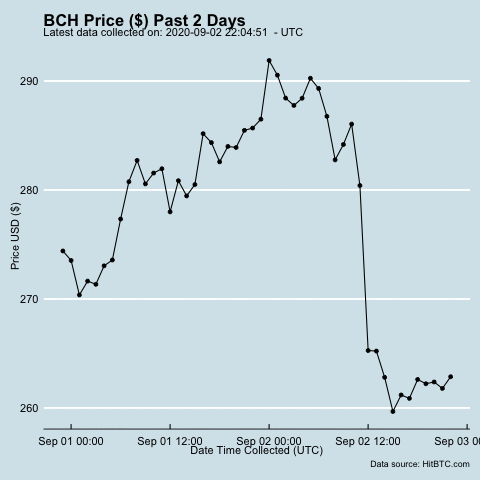 BCH Price ($) Past 2 Days
Latest data collected on: 2020-09-02 22:04:51 - UTC
290
280
270
260
Price USD ($)
Sep 01 00:00 Sep 01 12:00 Sep 02 00:00 Sep 02 12:00 Sep 03 0
Date Time Collected (UTC)
Data source: HitBTC.com